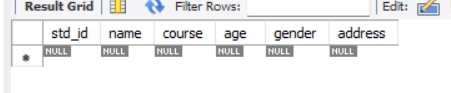 Result Grid Filter Rows: Edit:
std_id name course age gender address
NULL NULL NULL NULL NULL NULL